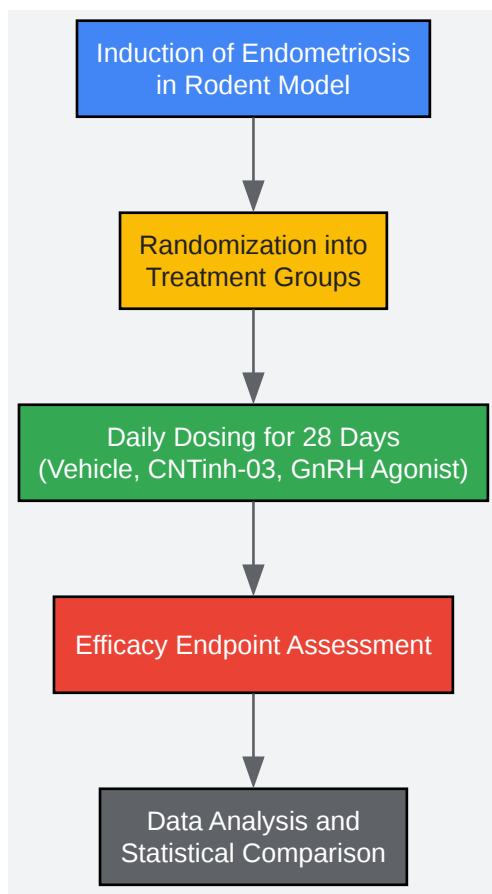 Induction of Endometriosis
in Rodent Model
Randomization into
Treatment Groups
Daily Dosing for 28 Days
(Vehicle, CNTinh-03, GnRH Agonist)
Efficacy Endpoint Assessment
Data Analysis and
Statistical Comparison